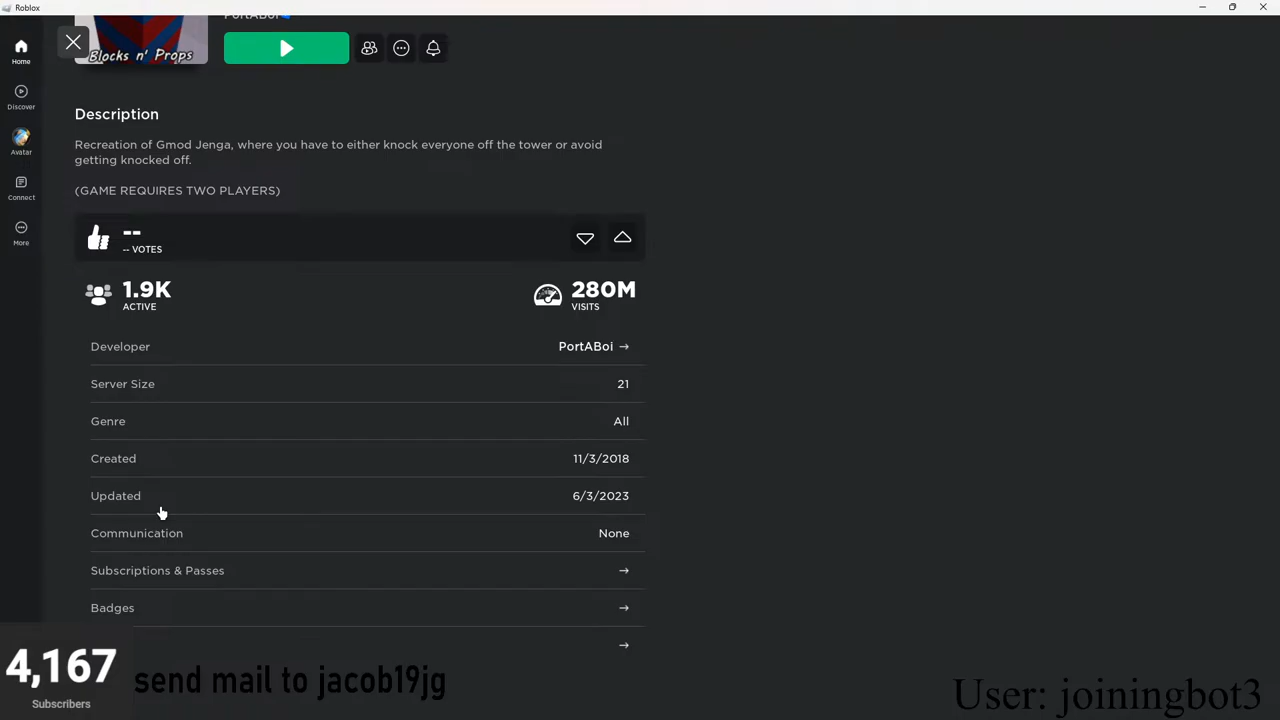 Roblox
PortABoi
Blocks n' Props
Home
Discover
Avatar
Connect
More
Description
Recreation of Gmod Jenga, where you have to either knock everyone off the tower or avoid
getting knocked off.
(GAME REQUIRES TWO PLAYERS)
--
-- VOTES
1.9K
ACTIVE
280M
VISITS
Developer PortABoi →
Server Size 21
Genre All
Created 11/3/2018
Updated 6/3/2023
Communication None
Subscriptions & Passes →
Badges →
→
4,167
Subscribers
send mail to jacob19jg
User: joiningbot3